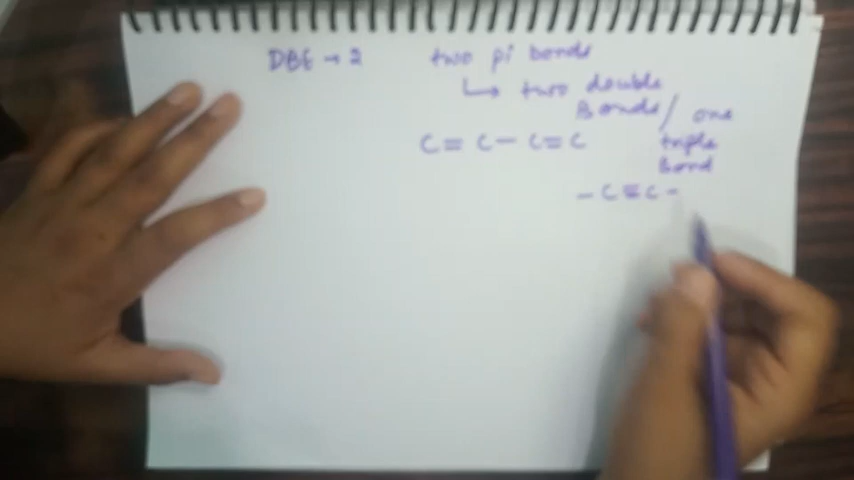 DBE → 2 two pi bonds
↳ two double
Bonds / one
triple
Bond
C = C - C = C
- C ≡ C -